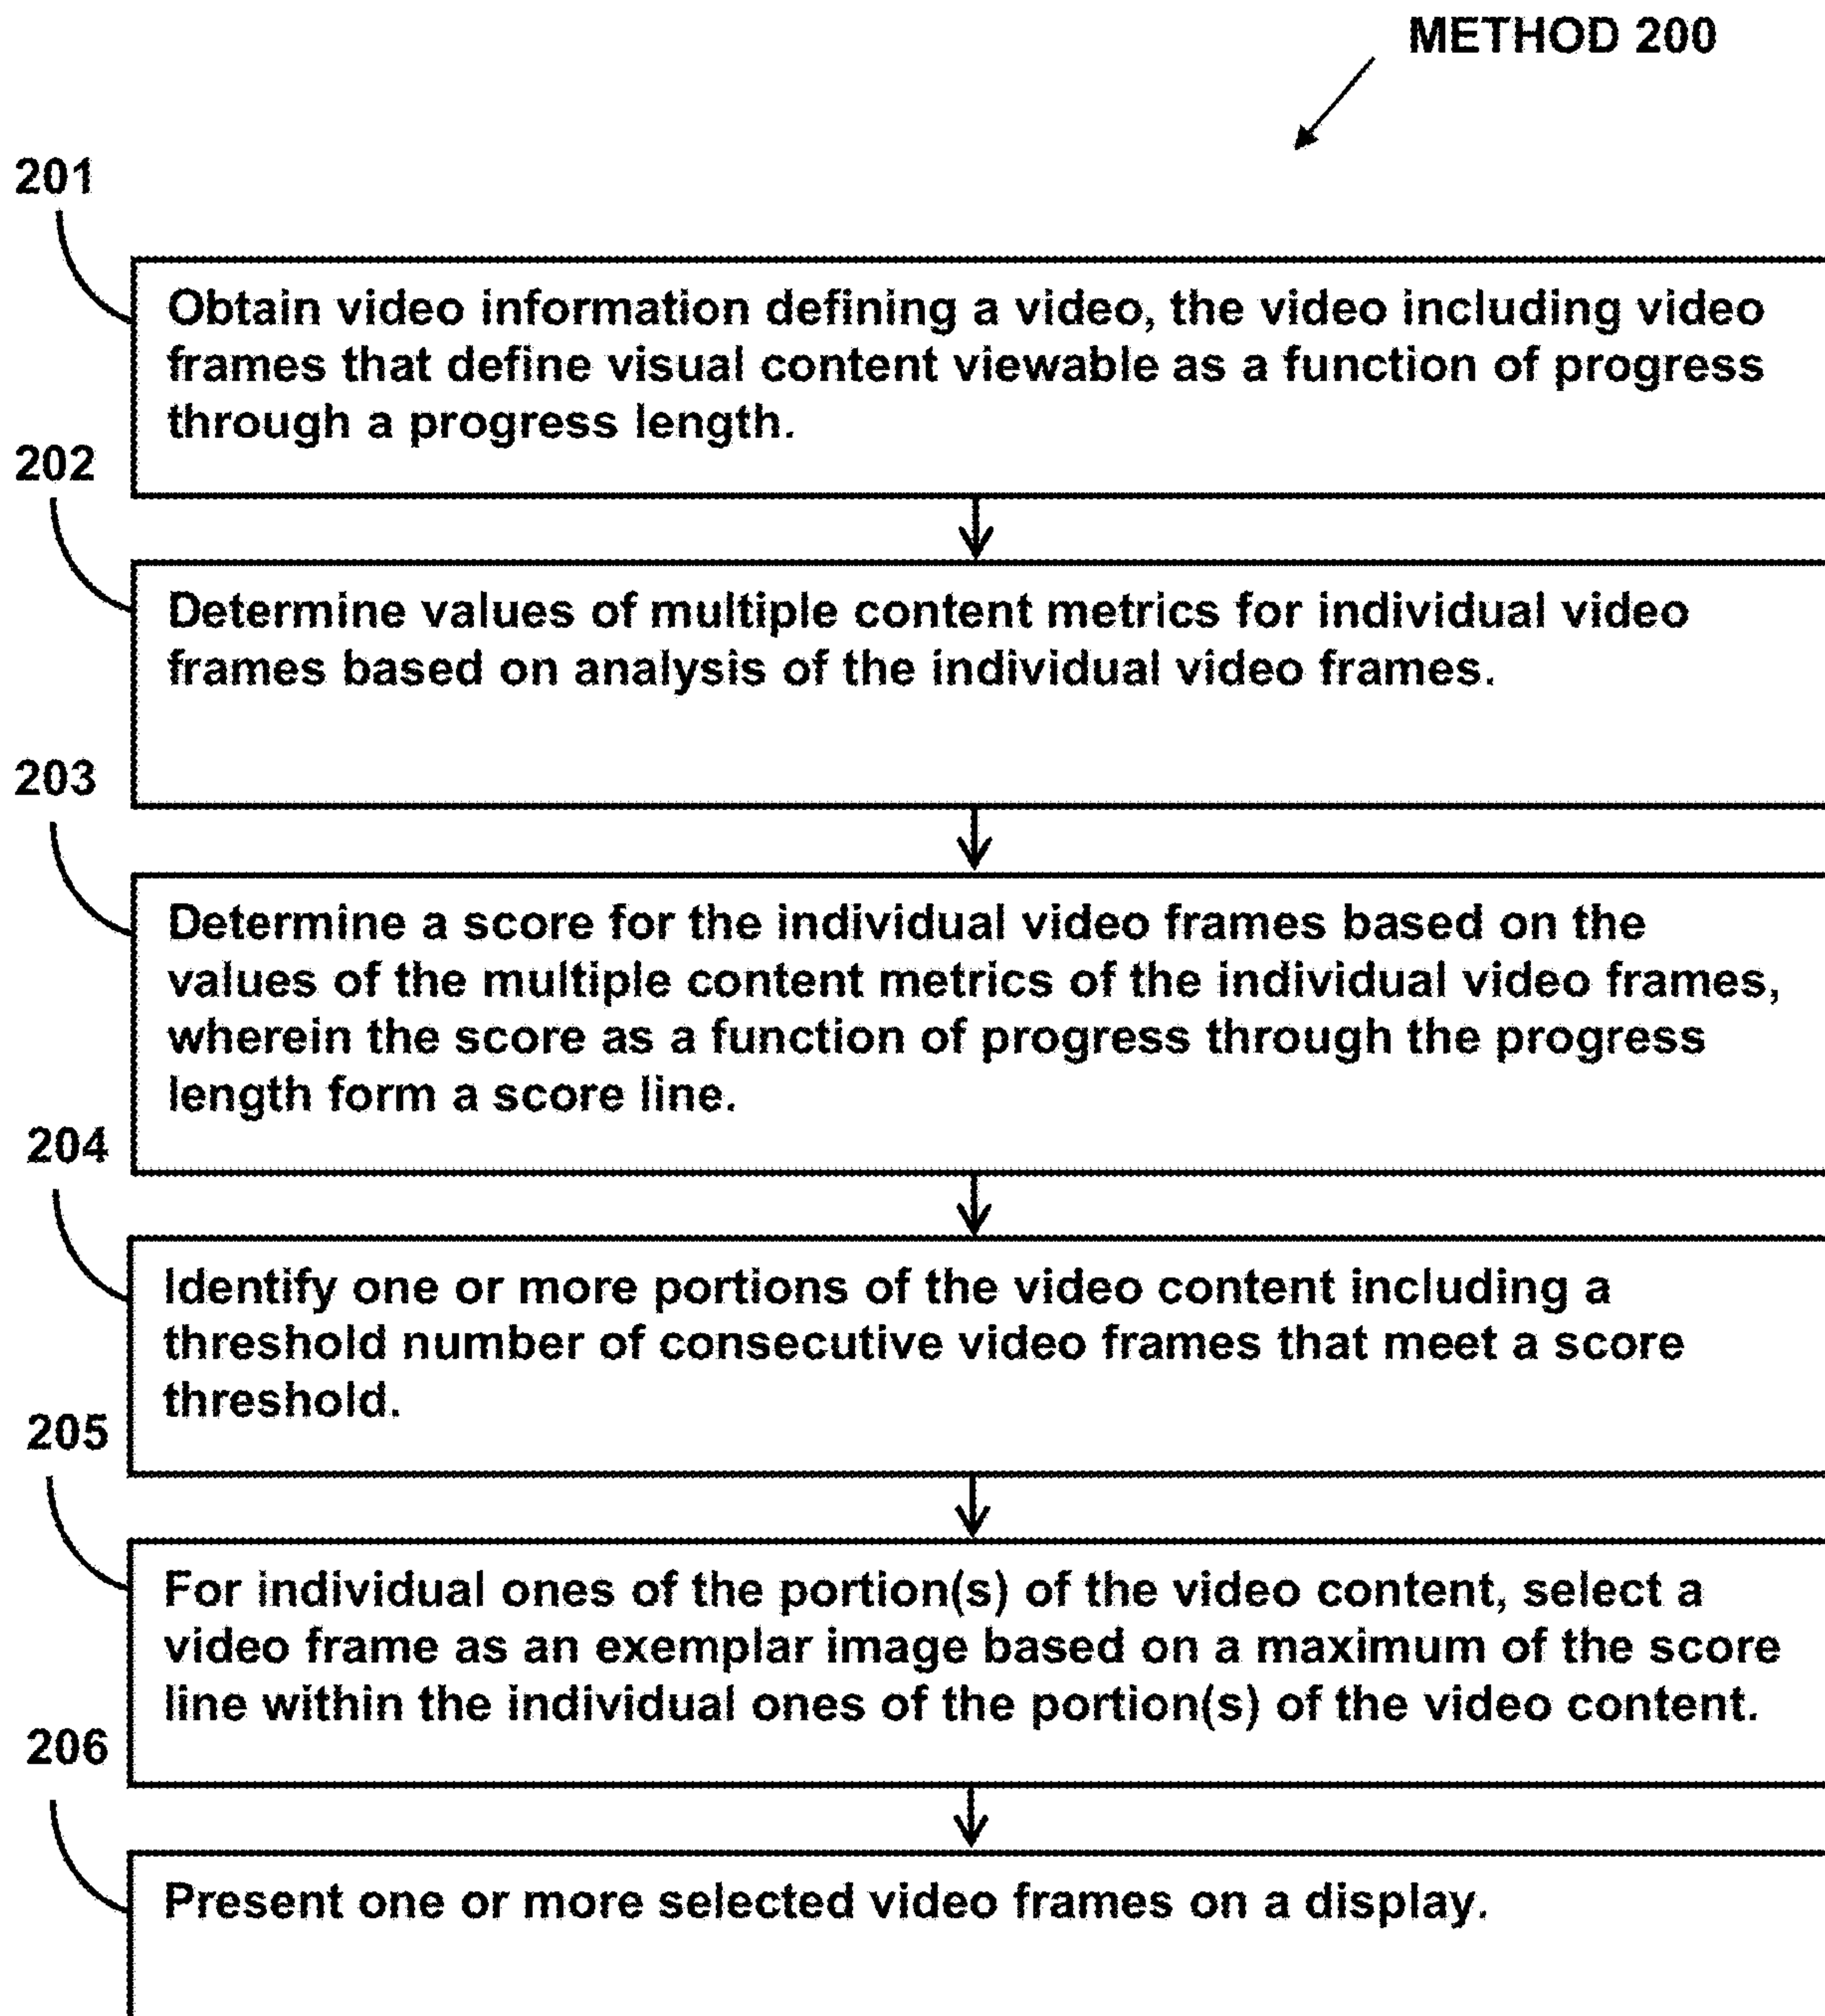 METHOD 200
201
Obtain video information defining a video, the video including video
frames that define visual content viewable as a function of progress
through a progress length.
202
Determine values of multiple content metrics for individual video
frames based on analysis of the individual video frames.
203
Determine a score for the individual video frames based on the
values of the multiple content metrics of the individual video frames,
wherein the score as a function of progress through the progress
length form a score line.
204
Identify one or more portions of the video content including a
threshold number of consecutive video frames that meet a score
threshold.
205
For individual ones of the portion(s) of the video content, select a
video frame as an exemplar image based on a maximum of the score
line within the individual ones of the portion(s) of the video content.
206
Present one or more selected video frames on a display.